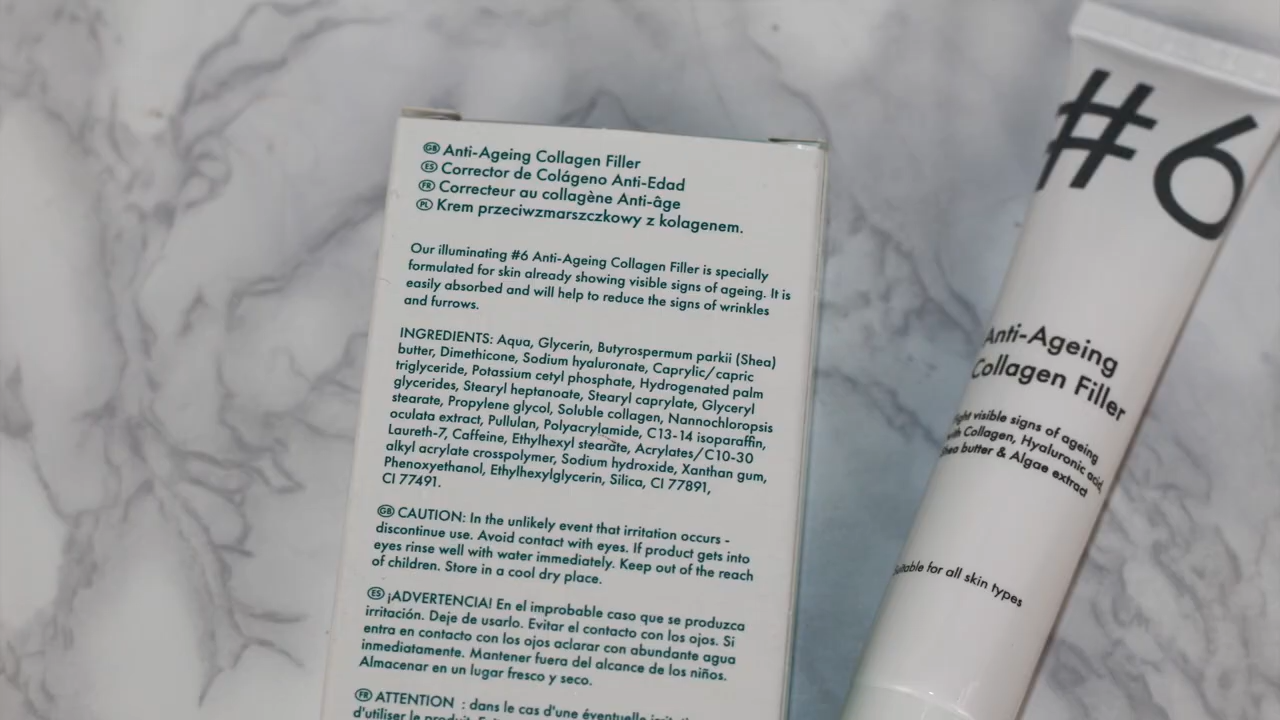 GB Anti-Ageing Collagen Filler
ES Corrector de Colágeno Anti-Edad
FR Correcteur au collagène Anti-âge
PL Krem przeciwzmarszczkowy z kolagenem.
Our illuminating #6 Anti-Ageing Collagen Filler is specially
formulated for skin already showing visible signs of ageing. It is
easily absorbed and will help to reduce the signs of wrinkles
and furrows.
INGREDIENTS: Aqua, Glycerin, Butyrospermum parkii (Shea)
butter, Dimethicone, Sodium hyaluronate, Caprylic/capric
triglyceride, Potassium cetyl phosphate, Hydrogenated palm
glycerides, Stearyl heptanoate, Stearyl caprylate, Glyceryl
stearate, Propylene glycol, Soluble collagen, Nannochloropsis
oculata extract, Pullulan, Polyacrylamide, C13-14 isoparaffin,
Laureth-7, Caffeine, Ethylhexyl stearate, Acrylates/C10-30
alkyl acrylate crosspolymer, Sodium hydroxide, Xanthan gum,
Phenoxyethanol, Ethylhexylglycerin, Silica, CI 77891,
CI 77491.
GB CAUTION: In the unlikely event that irritation occurs -
discontinue use. Avoid contact with eyes. If product gets into
eyes rinse well with water immediately. Keep out of the reach
of children. Store in a cool dry place.
ES ¡ADVERTENCIA! En el improbable caso que se produzca
irritación. Deje de usarlo. Evitar el contacto con los ojos. Si
entra en contacto con los ojos aclarar con abundante agua
inmediatamente. Mantener fuera del alcance de los niños.
Almacenar en un lugar fresco y seco.
FR ATTENTION : dans le cas d'une éventuelle
d'utiliser le produit.
#6
Anti-Ageing
Collagen Filler
visible signs of ageing
with Collagen, Hyaluronic acid,
Shea butter & Algae extract
Suitable for all skin types